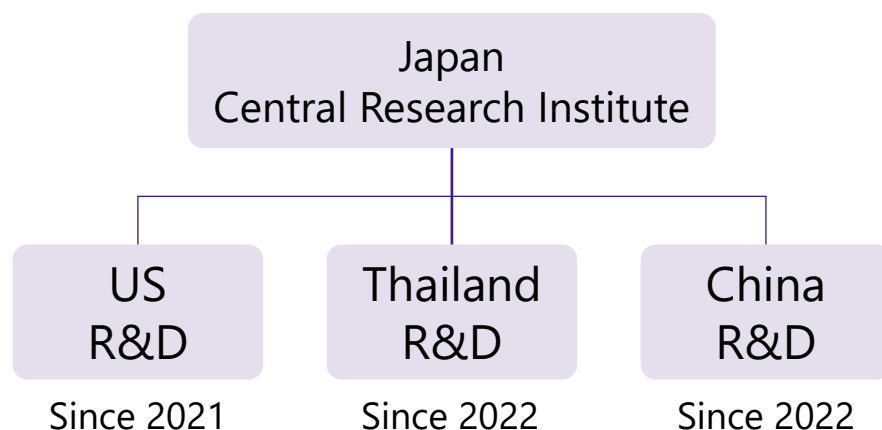 Japan
Central Research Institute
US
R&D
Thailand
R&D
China
R&D
Since 2021
Since 2022
Since 2022